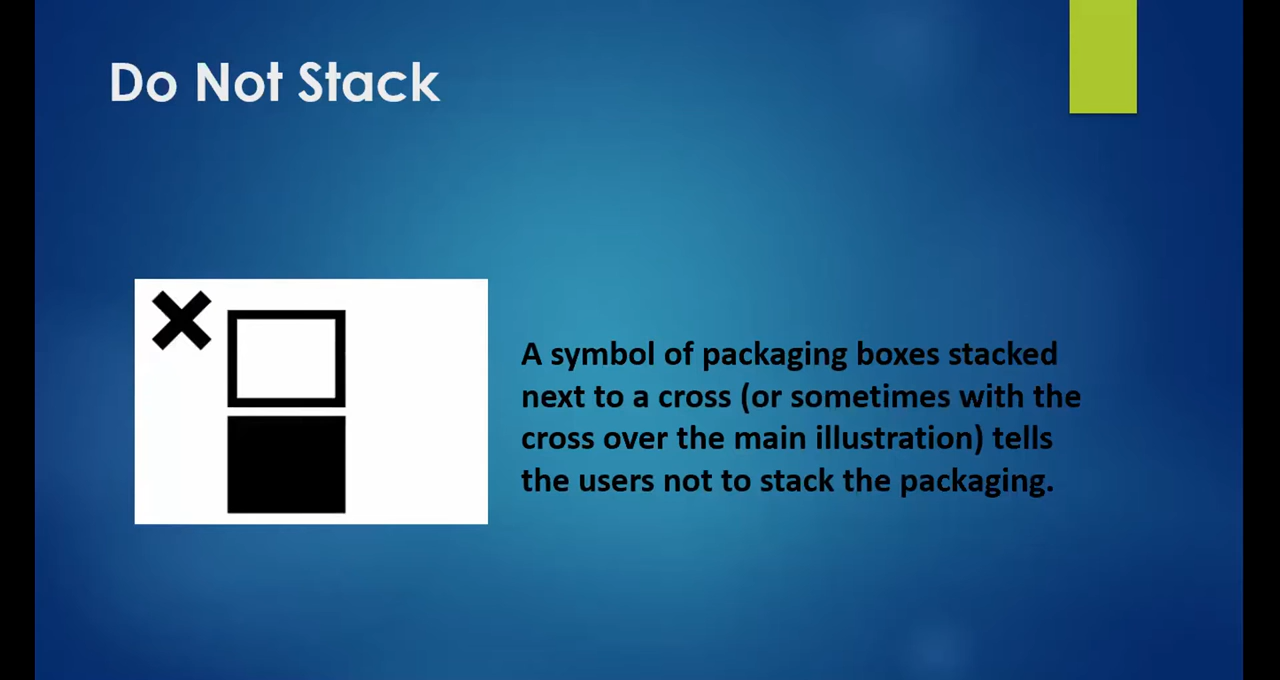 Do Not Stack
A symbol of packaging boxes stacked
next to a cross (or sometimes with the
cross over the main illustration) tells
the users not to stack the packaging.